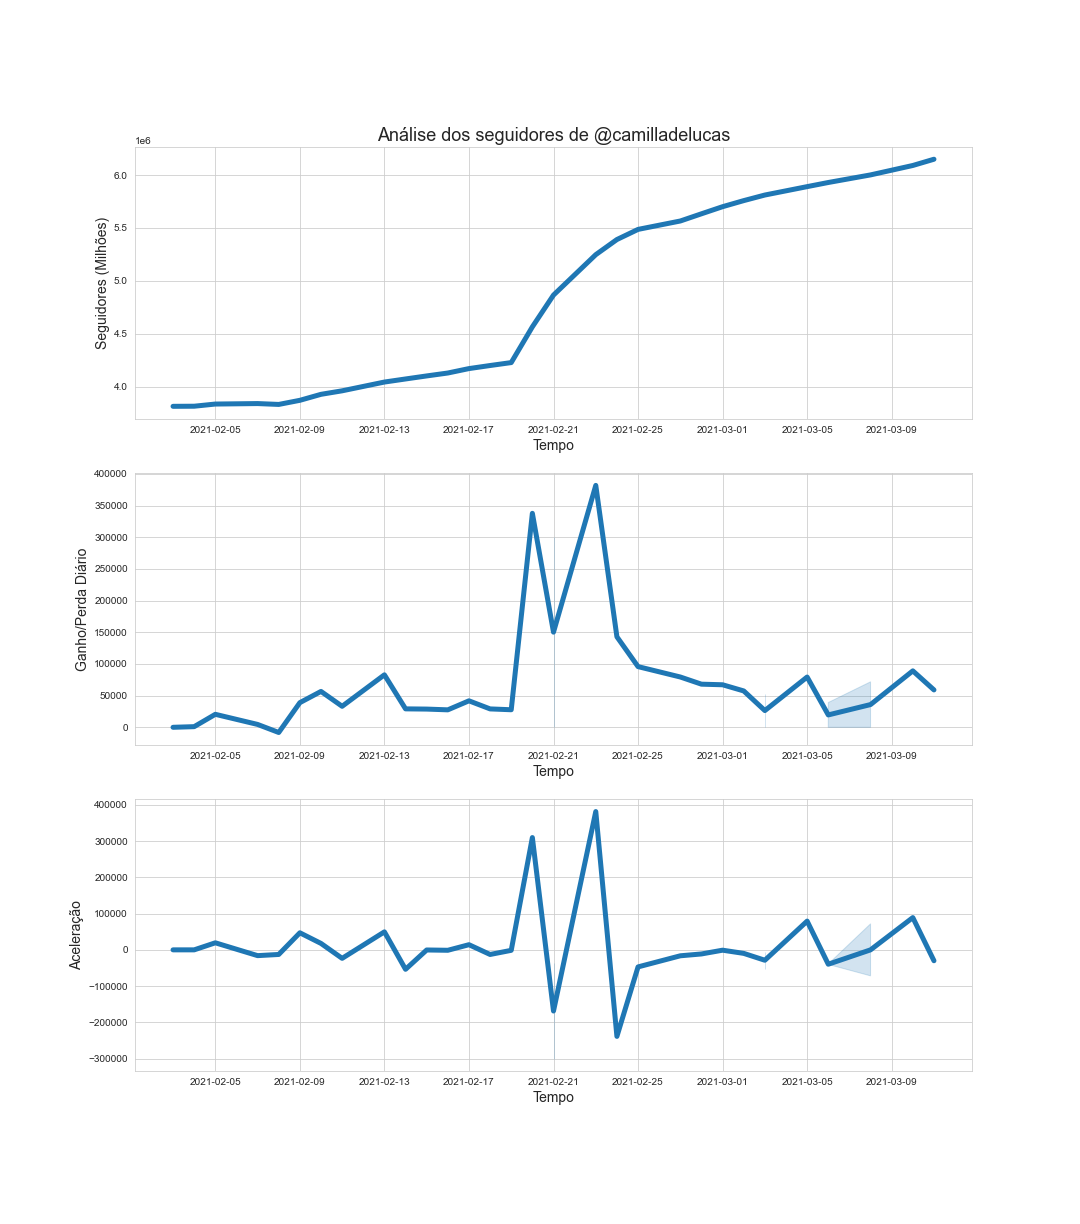 Análise dos seguidores de @camilladelucas
1e6
6.0
5.5
5.0
4.5
4.0
Seguidores (Milhões)
2021-02-05 2021-02-09 2021-02-13 2021-02-17 2021-02-21 2021-02-25 2021-03-01 2021-03-05 2021-03-09
Tempo
400000
350000
300000
250000
200000
150000
100000
50000
0
Ganho/Perda Diário
2021-02-05 2021-02-09 2021-02-13 2021-02-17 2021-02-21 2021-02-25 2021-03-01 2021-03-05 2021-03-09
Tempo
400000
300000
200000
100000
0
−100000
−200000
−300000
Aceleração
2021-02-05 2021-02-09 2021-02-13 2021-02-17 2021-02-21 2021-02-25 2021-03-01 2021-03-05 2021-03-09
Tempo